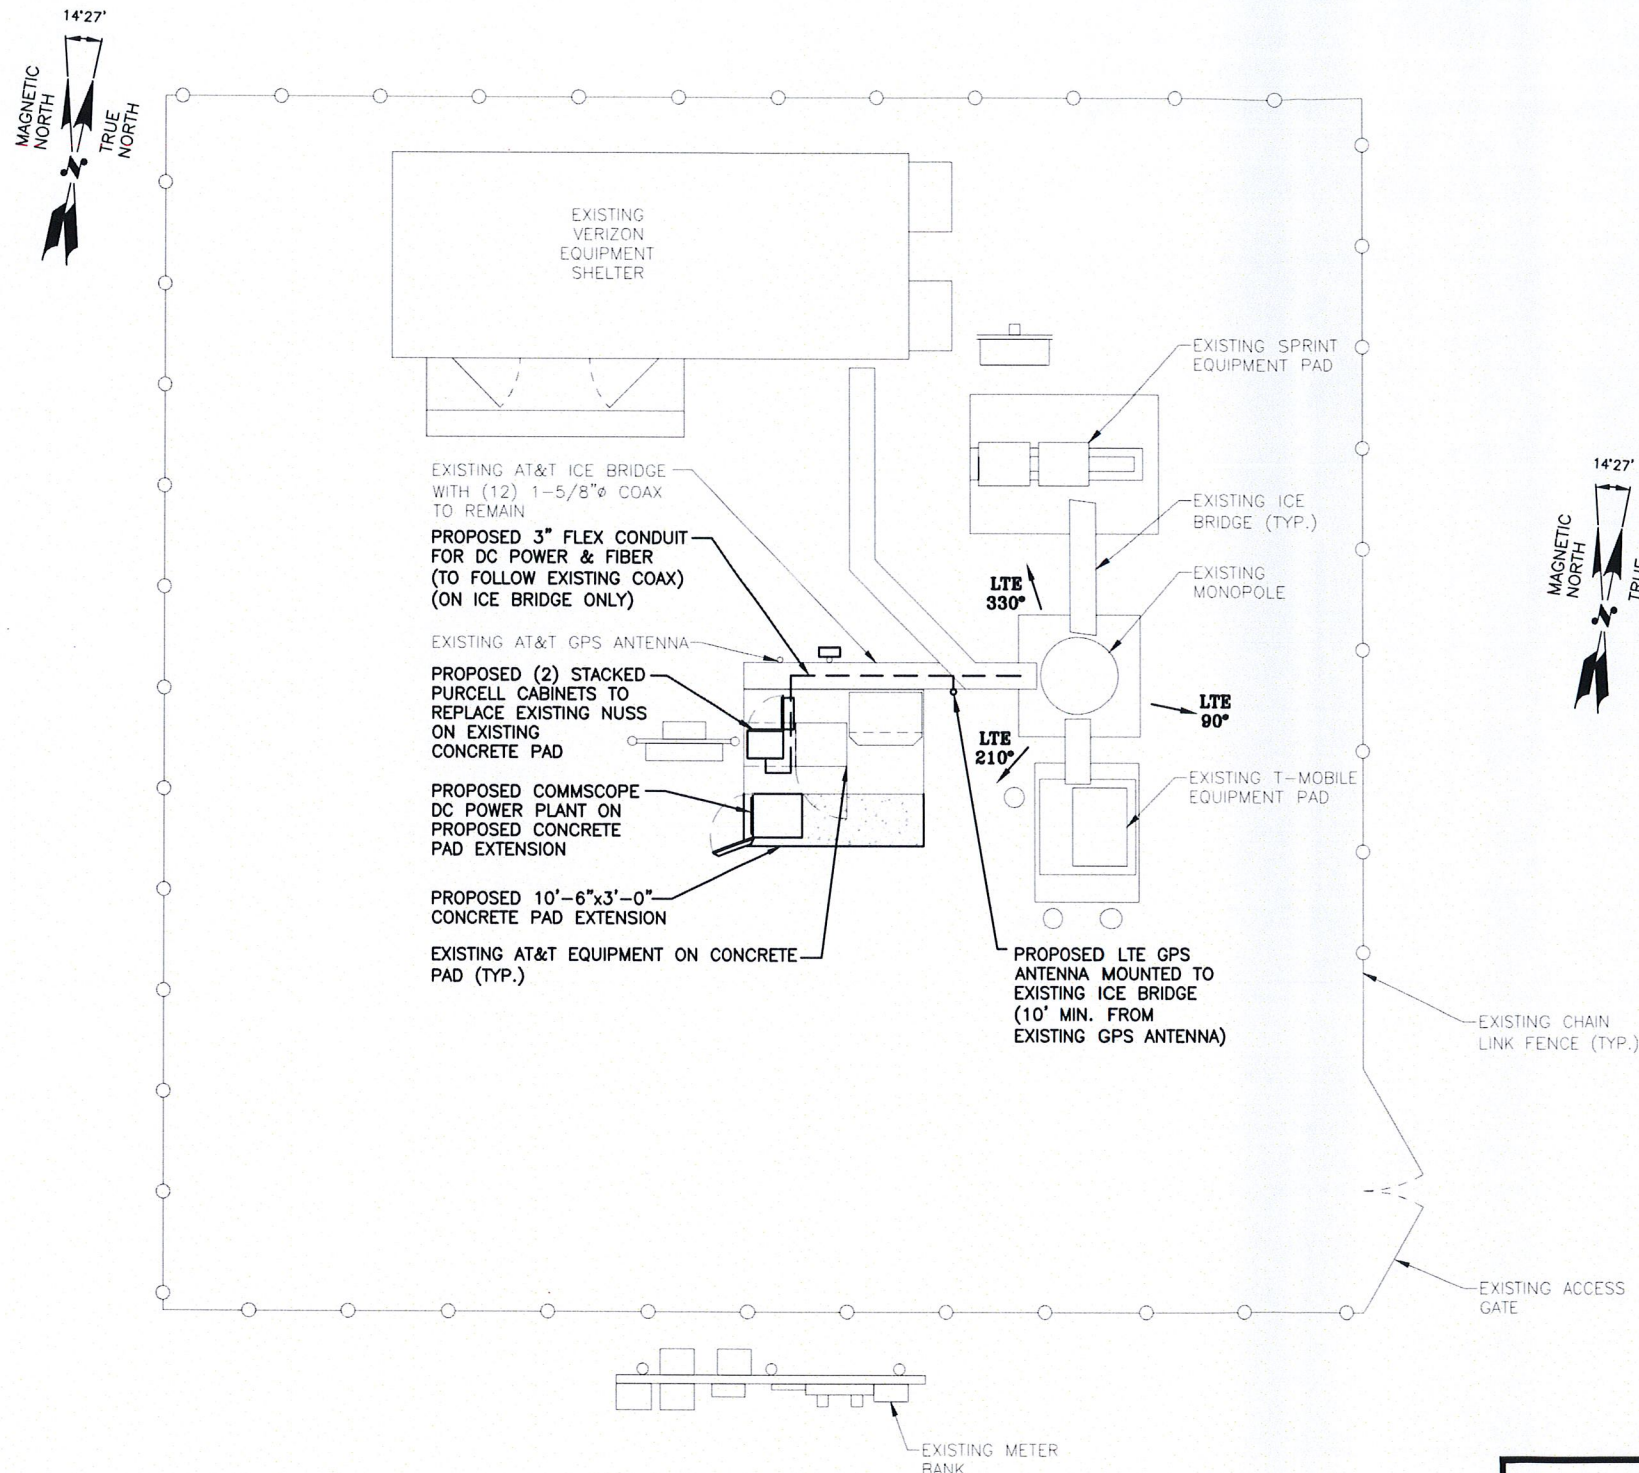 14°27'
MAGNETIC
NORTH
TRUE
NORTH
N
EXISTING
VERIZON
EQUIPMENT
SHELTER
EXISTING SPRINT
EQUIPMENT PAD
EXISTING AT&T ICE BRIDGE
WITH (12) 1-5/8"ø COAX
TO REMAIN
PROPOSED 3" FLEX CONDUIT
FOR DC POWER & FIBER
(TO FOLLOW EXISTING COAX)
(ON ICE BRIDGE ONLY)
EXISTING AT&T GPS ANTENNA
PROPOSED (2) STACKED
PURCELL CABINETS TO
REPLACE EXISTING NUSS
ON EXISTING
CONCRETE PAD
PROPOSED COMMSCOPE
DC POWER PLANT ON
PROPOSED CONCRETE
PAD EXTENSION
PROPOSED 10'-6"x3'-0"
CONCRETE PAD EXTENSION
EXISTING AT&T EQUIPMENT ON CONCRETE
PAD (TYP.)
EXISTING ICE
BRIDGE (TYP.)
LTE
330°
EXISTING
MONOPOLE
LTE
90°
LTE
210°
EXISTING T-MOBILE
EQUIPMENT PAD
PROPOSED LTE GPS
ANTENNA MOUNTED TO
EXISTING ICE BRIDGE
(10' MIN. FROM
EXISTING GPS ANTENNA)
14°27'
MAGNETIC
NORTH
TRUE
N
EXISTING CHAIN
LINK FENCE (TYP.)
EXISTING ACCESS
GATE
EXISTING METER
BANK